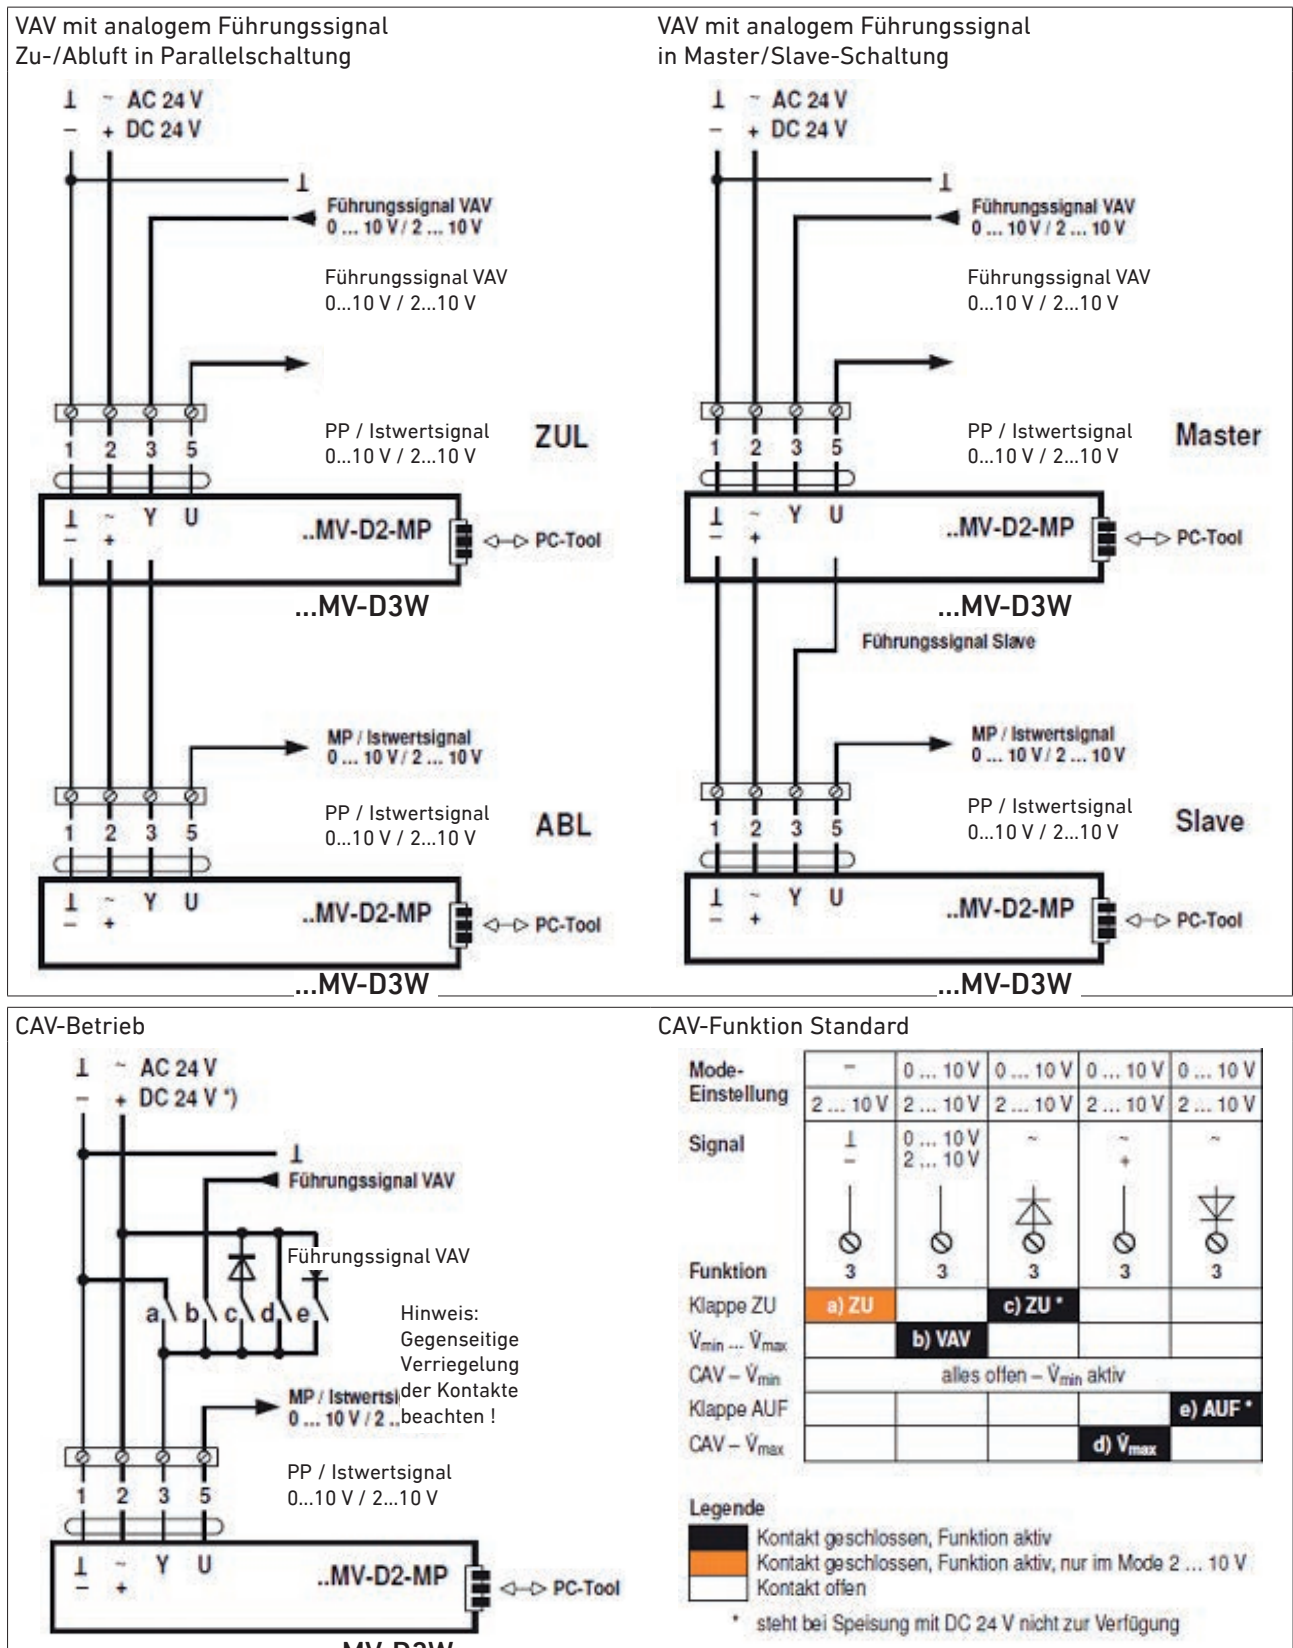 VAV mit analogem Führungssignal
Zu-/Abluft in Parallelschaltung
⊥ ~ AC 24 V
− + DC 24 V
⊥
Führungssignal VAV
0 ... 10 V / 2 ... 10 V
Führungssignal VAV
0...10 V / 2...10 V
PP / Istwertsignal
0...10 V / 2...10 V
ZUL
1 2 3 5
⊥ ~ Y U
− +
..MV-D2-MP
PC-Tool
...MV-D3W
MP / Istwertsignal
0 ... 10 V / 2 ... 10 V
PP / Istwertsignal
0...10 V / 2...10 V
ABL
1 2 3 5
⊥ ~ Y U
− +
..MV-D2-MP
PC-Tool
...MV-D3W
VAV mit analogem Führungssignal
in Master/Slave-Schaltung
⊥ ~ AC 24 V
− + DC 24 V
⊥
Führungssignal VAV
0 ... 10 V / 2 ... 10 V
Führungssignal VAV
0...10 V / 2...10 V
PP / Istwertsignal
0...10 V / 2...10 V
Master
1 2 3 5
⊥ ~ Y U
− +
..MV-D2-MP
PC-Tool
...MV-D3W
Führungssignal Slave
MP / Istwertsignal
0 ... 10 V / 2 ... 10 V
PP / Istwertsignal
0...10 V / 2...10 V
Slave
1 2 3 5
⊥ ~ Y U
− +
..MV-D2-MP
PC-Tool
...MV-D3W
CAV-Betrieb
⊥ ~ AC 24 V
− + DC 24 V *)
⊥
Führungssignal VAV
Führungssignal VAV
a b c d e
Hinweis:
Gegenseitige
Verriegelung
der Kontakte
beachten !
MP / Istwertsi
0 ... 10 V / 2 ..
PP / Istwertsignal
0...10 V / 2...10 V
1 2 3 5
⊥ ~ Y U
− +
..MV-D2-MP
PC-Tool
CAV-Funktion Standard
Mode-
Einstellung
− 0 ... 10 V 0 ... 10 V 0 ... 10 V 0 ... 10 V
2 ... 10 V 2 ... 10 V 2 ... 10 V 2 ... 10 V 2 ... 10 V
Signal
⊥ 0 ... 10 V ~ ~ ~
− 2 ... 10 V +
Funktion 3 3 3 3 3
Klappe ZU a) ZU c) ZU *
V̇min ... V̇max b) VAV
CAV – V̇min alles offen – V̇min aktiv
Klappe AUF e) AUF *
CAV – V̇max d) V̇max
Legende
Kontakt geschlossen, Funktion aktiv
Kontakt geschlossen, Funktion aktiv, nur im Mode 2 ... 10 V
Kontakt offen
* steht bei Speisung mit DC 24 V nicht zur Verfügung